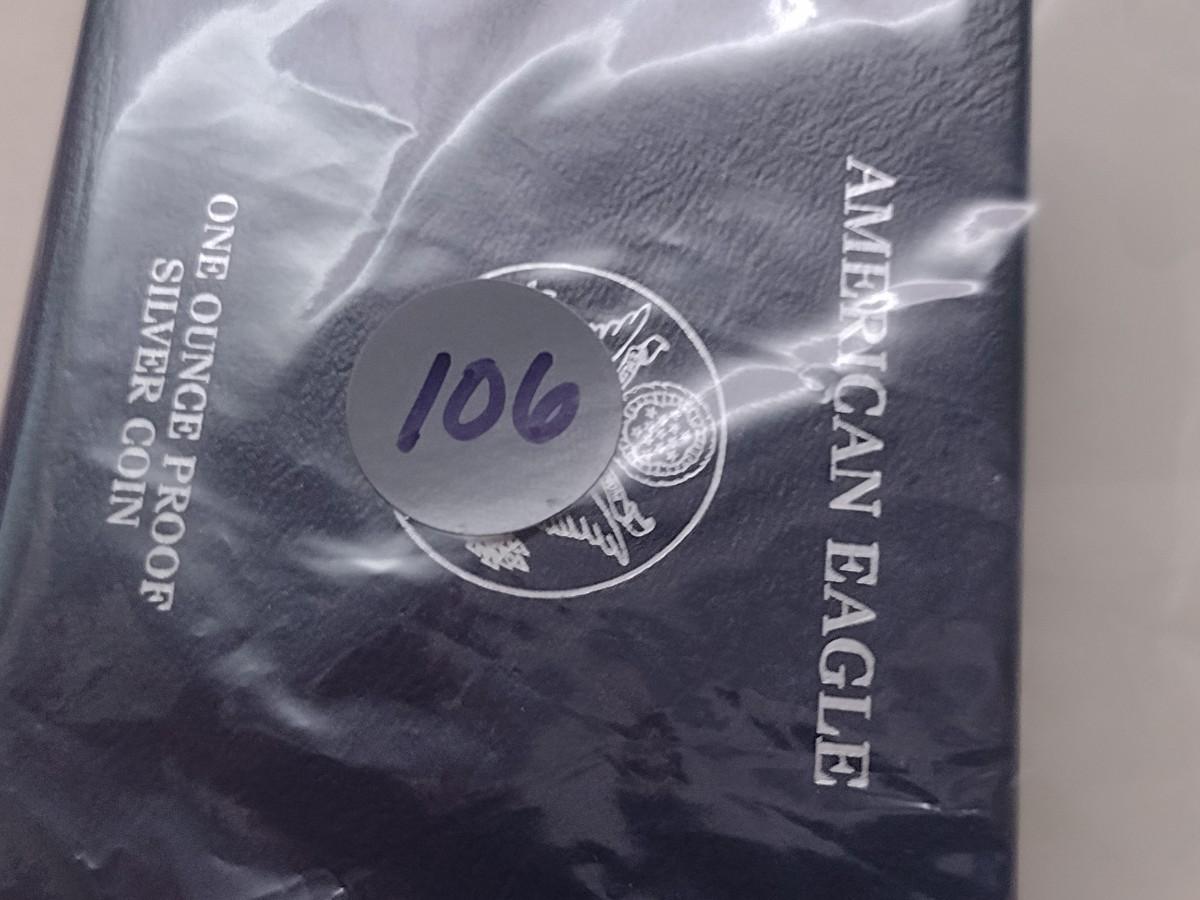 AMERICAN EAGLE
106
ONE OUNCE PROOF
SILVER COIN